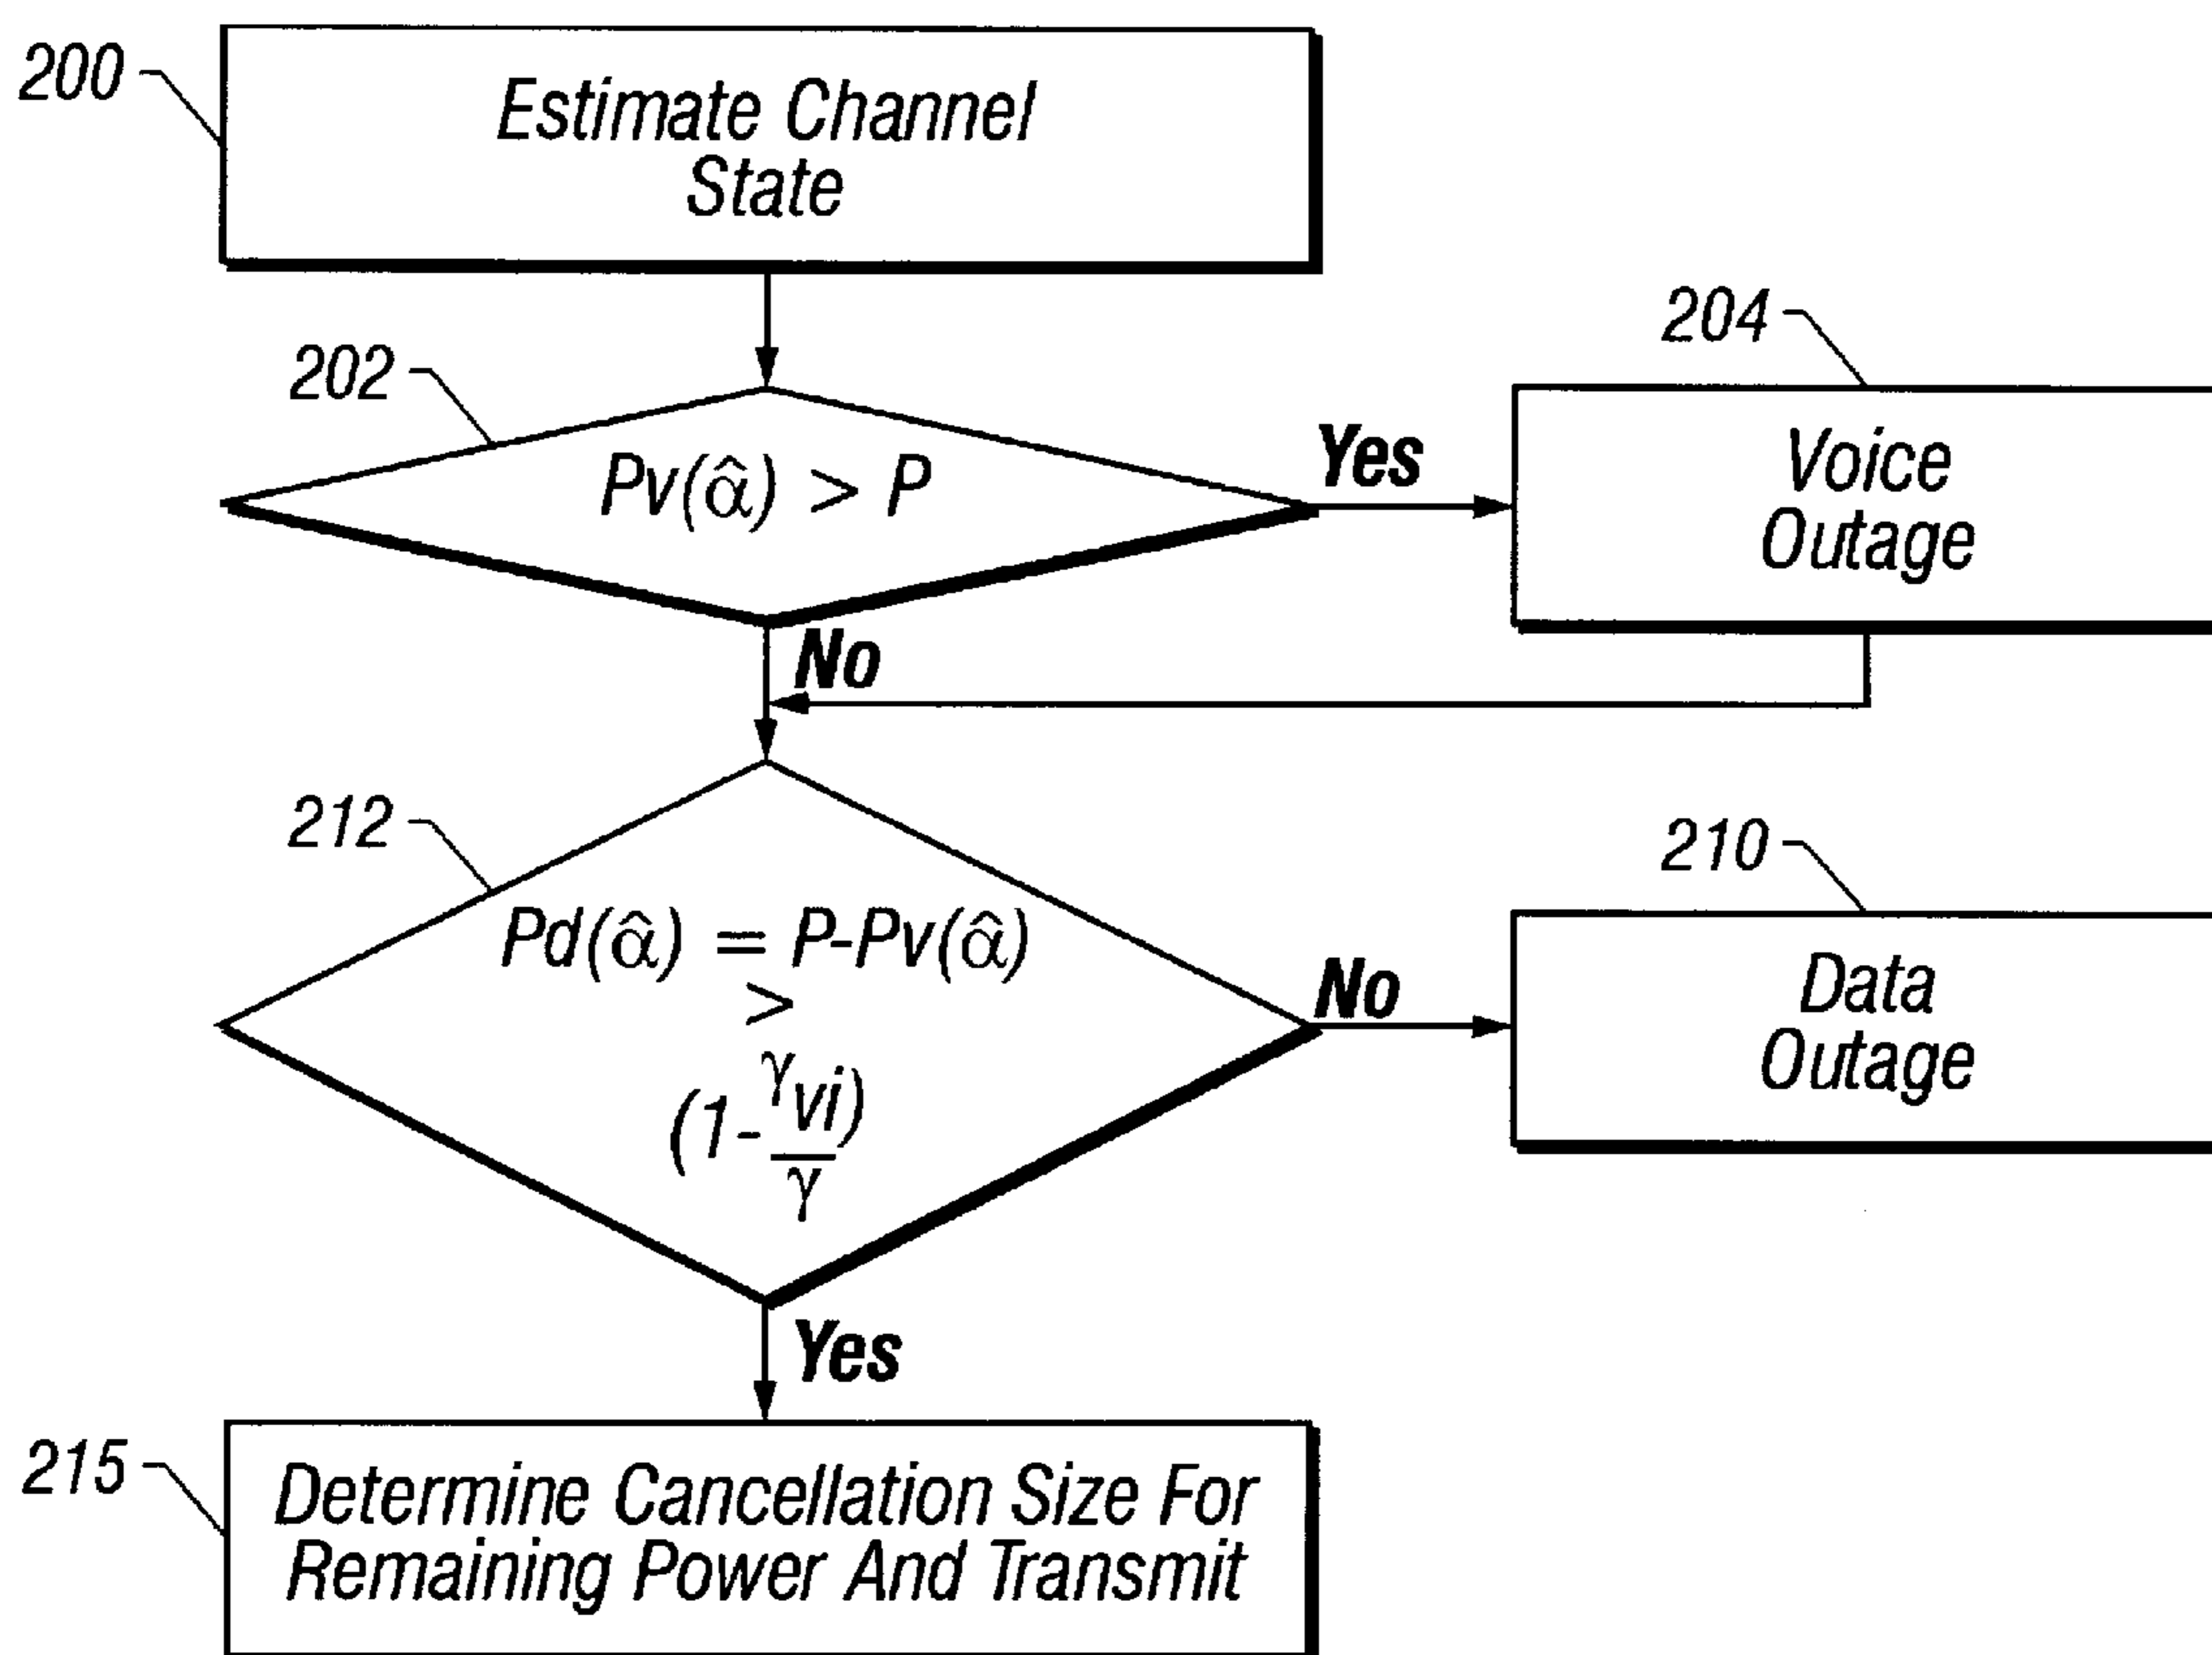 200
Estimate Channel
State
202
Pv(α̂) > P
Yes
204
Voice
Outage
No
212
Pd(α̂) = P-Pv(α̂)
>
(1-γvi/γ)
No
210
Data
Outage
Yes
215
Determine Cancellation Size For
Remaining Power And Transmit